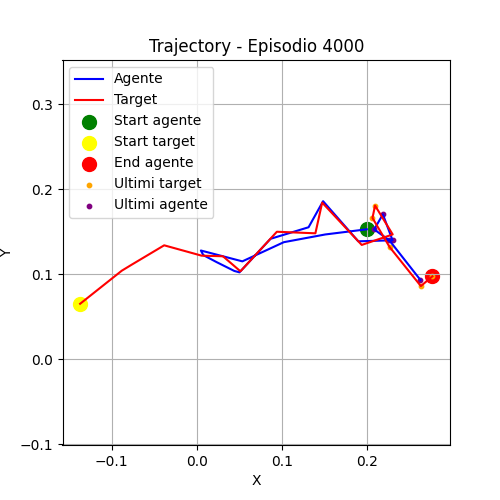 Trajectory - Episodio 4000
Agente
Target
Start agente
Start target
End agente
Ultimi target
Ultimi agente
0.3
0.2
0.1
0.0
−0.1
Y
−0.1
0.0
0.1
0.2
X